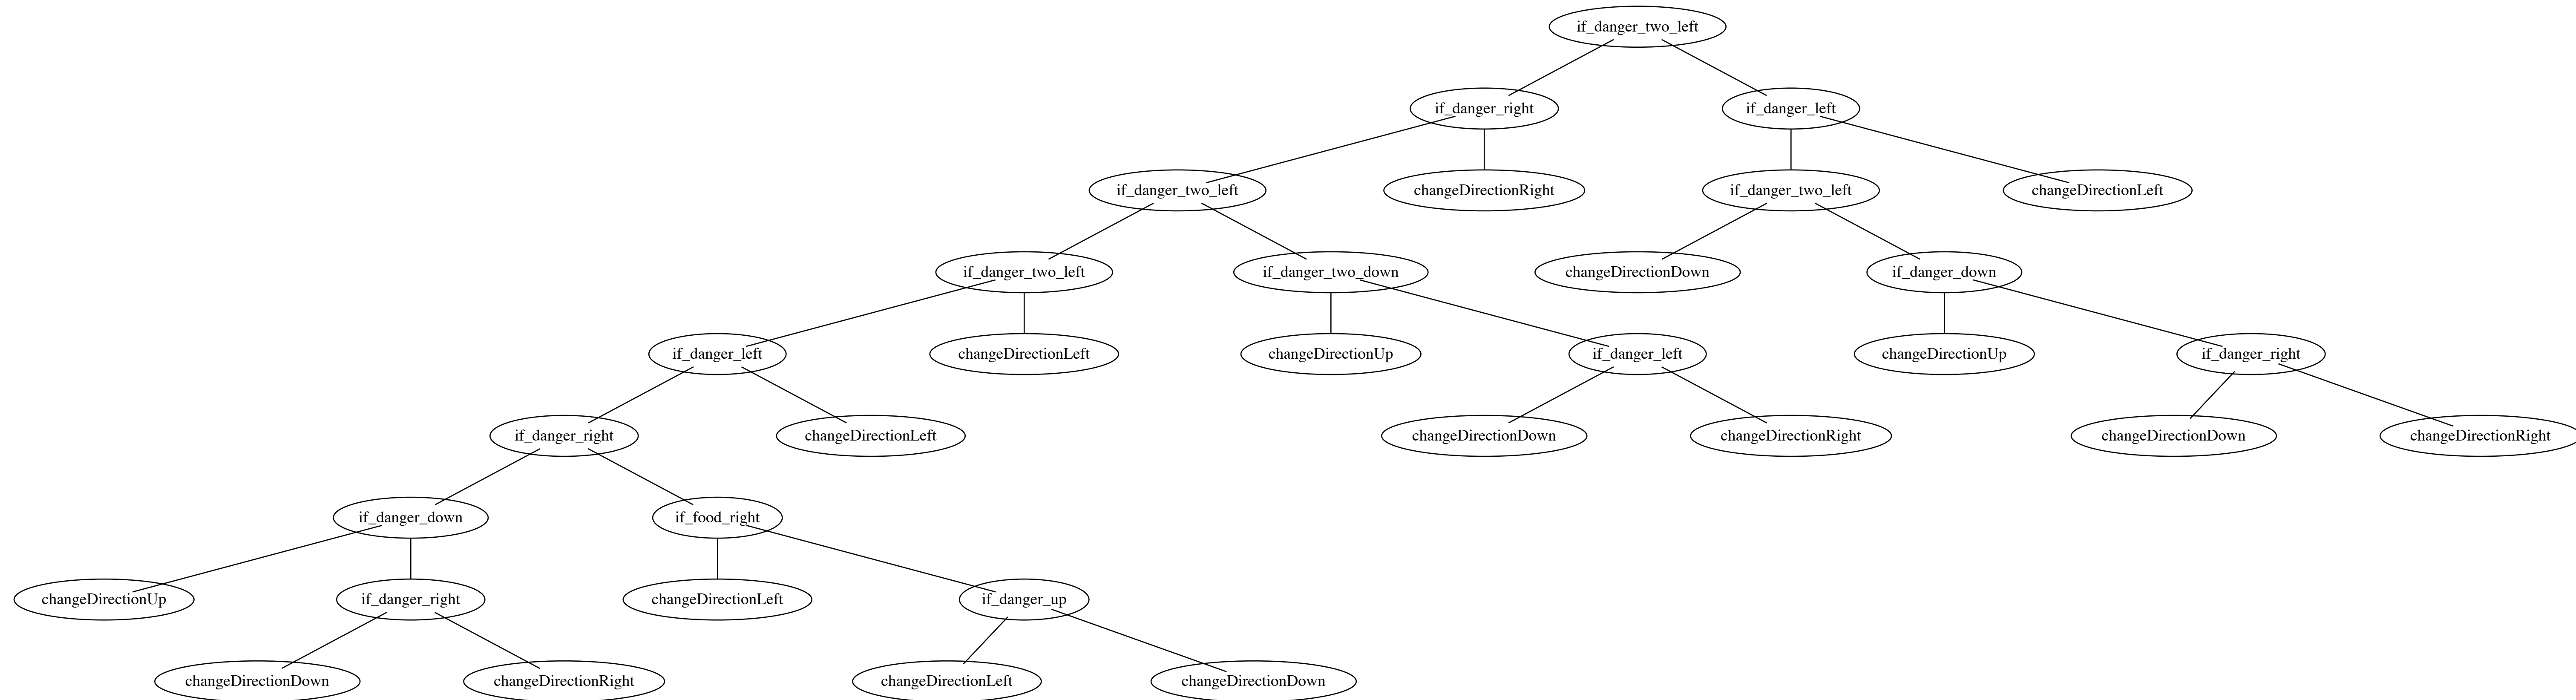 if_danger_two_left
if_danger_right
if_danger_left
if_danger_two_left
changeDirectionRight
if_danger_two_left
changeDirectionLeft
if_danger_two_left
if_danger_two_down
changeDirectionDown
if_danger_down
if_danger_left
changeDirectionLeft
changeDirectionUp
if_danger_left
changeDirectionUp
if_danger_right
if_danger_right
changeDirectionLeft
changeDirectionDown
changeDirectionRight
changeDirectionDown
changeDirectionRight
if_danger_down
if_food_right
changeDirectionUp
if_danger_right
changeDirectionLeft
if_danger_up
changeDirectionDown
changeDirectionRight
changeDirectionLeft
changeDirectionDown